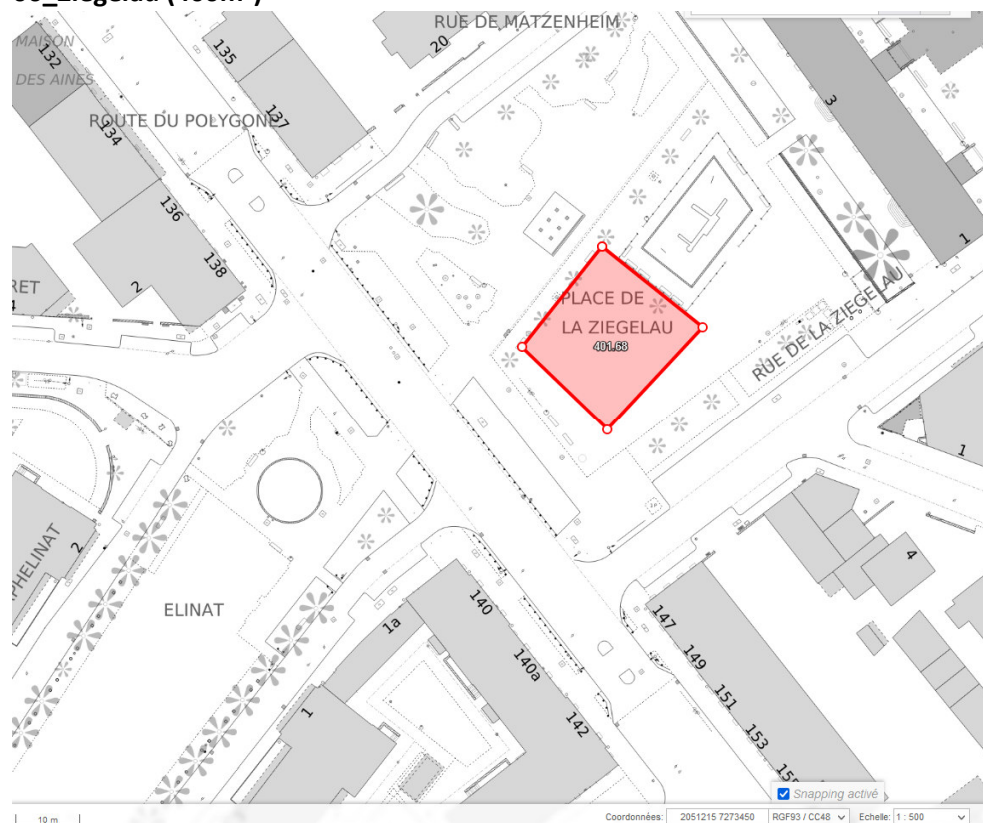 RUE DE MATZENHEIM
MAISON
DES AINES
132
135
20
134
ROUTE DU POLYGONE
137
3
136
138
2
RET
1
PLACE DE
LA ZIEGELAU
401.68
RUE DE LA ZIEGELAU
1
2
ELINAT
4
140
1a
147
140a
149
151
142
153
1
Snapping activé
10 m
Coordonnées:
2051215 7273450
RGF93 / CC48
Echelle:
1 : 500